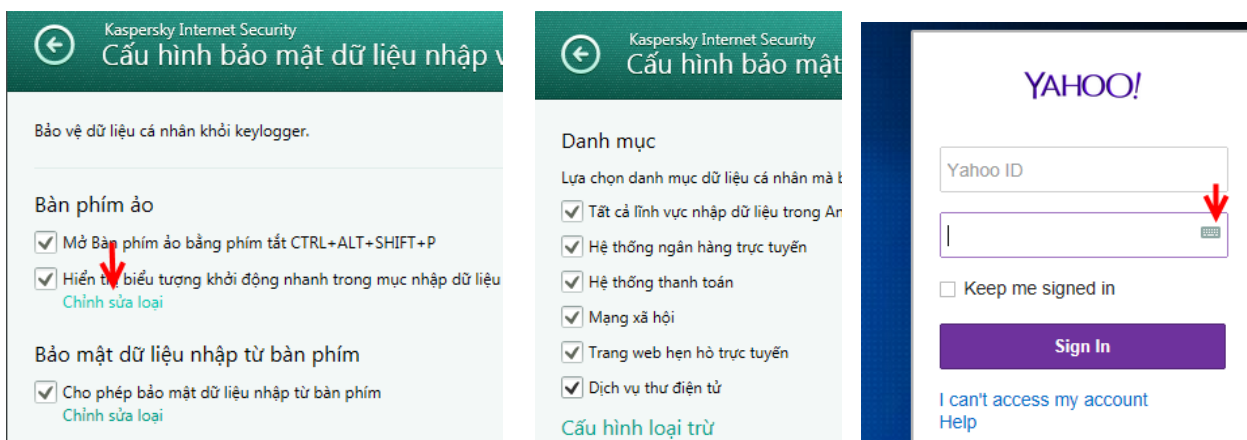 Kaspersky Internet Security
Cấu hình bảo mật dữ liệu nhập v
Bảo vệ dữ liệu cá nhân khỏi keylogger.
Bàn phím ảo
Mở Bàn phím ảo bằng phím tắt CTRL+ALT+SHIFT+P
Hiển thị biểu tượng khởi động nhanh trong mục nhập dữ liệu
Chỉnh sửa loại
Bảo mật dữ liệu nhập từ bàn phím
Cho phép bảo mật dữ liệu nhập từ bàn phím
Chỉnh sửa loại
Kaspersky Internet Security
Cấu hình bảo mật
Danh mục
Lựa chọn danh mục dữ liệu cá nhân mà b
Tất cả lĩnh vực nhập dữ liệu trong An
Hệ thống ngân hàng trực tuyến
Hệ thống thanh toán
Mạng xã hội
Trang web hẹn hò trực tuyến
Dịch vụ thư điện tử
Cấu hình loại trừ
YAHOO!
Yahoo ID
Keep me signed in
Sign In
I can't access my account
Help